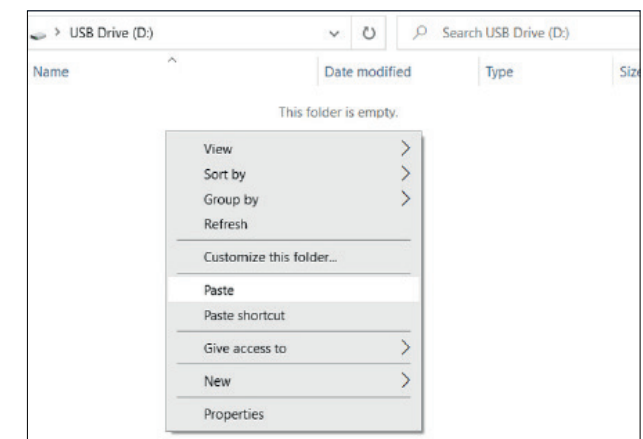 > USB Drive (D:) Search USB Drive (D:)
Name Date modified Type Size
This folder is empty.
View
Sort by
Group by
Refresh
Customize this folder...
Paste
Paste shortcut
Give access to
New
Properties